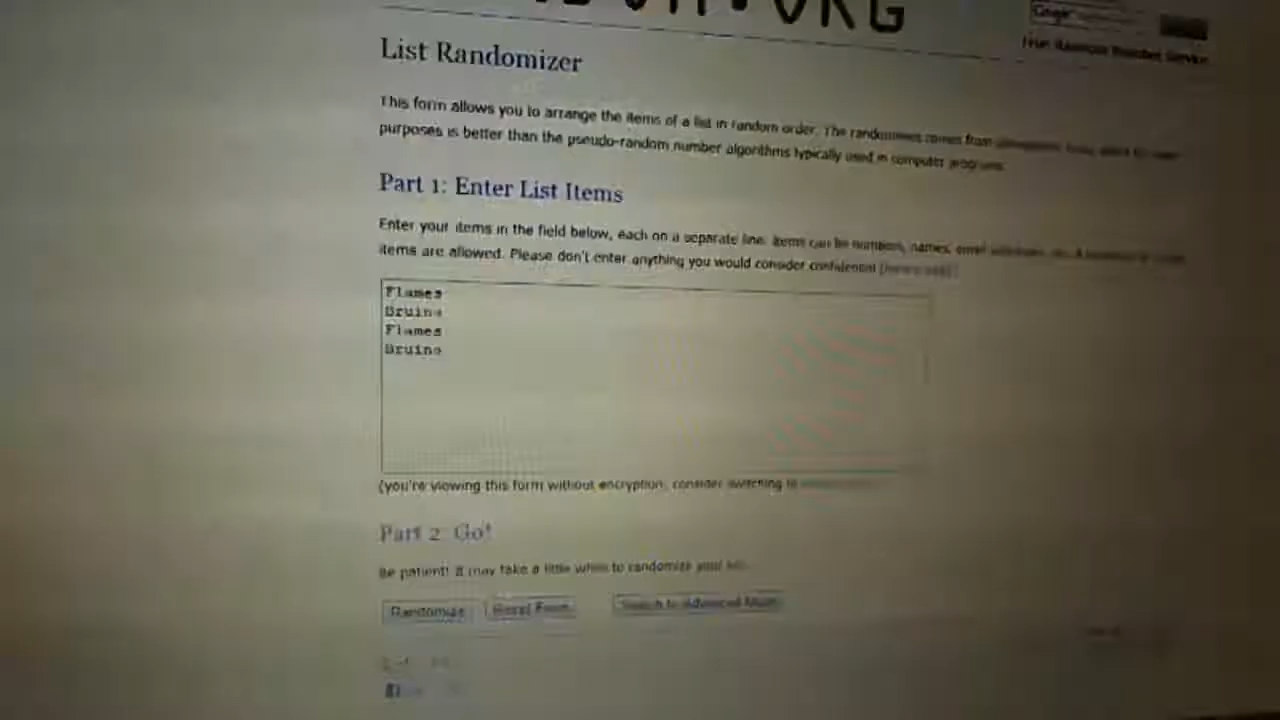 List Randomizer
This form allows you to arrange the items of a list in random order. The randomness comes from
purposes is better than the pseudo-random number algorithms typically used in computer programs.
Part 1: Enter List Items
Enter your items in the field below, each on a separate line. Items can be numbers, names, email
items are allowed. Please don't enter anything you would consider confidential
Flames
Bruins
Flames
Bruins
(you're viewing this form without encryption; consider switching to
Part 2: Go!
Be patient! It may take a little while to randomize your
Randomize Reset Form Switch to Advanced Mode